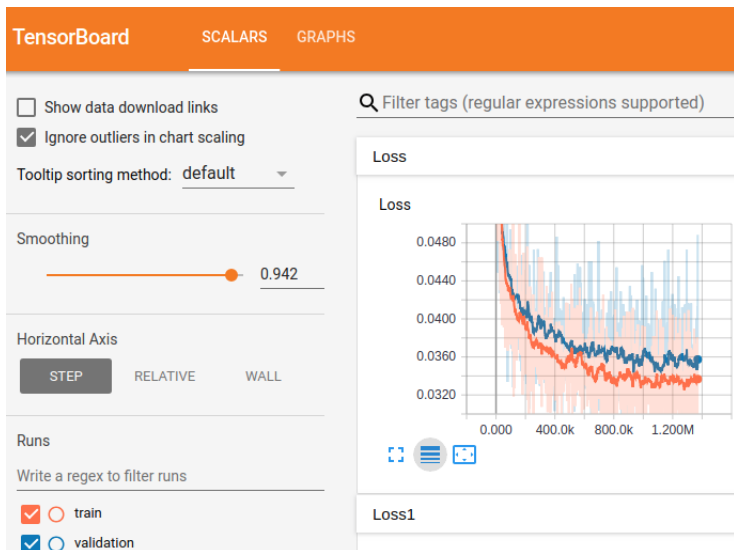 TensorBoard SCALARS GRAPHS
Show data download links
Ignore outliers in chart scaling
Tooltip sorting method: default
Smoothing
0.942
Horizontal Axis
STEP RELATIVE WALL
Runs
Write a regex to filter runs
train
validation
Filter tags (regular expressions supported)
Loss
Loss
0.0480
0.0440
0.0400
0.0360
0.0320
0.000 400.0k 800.0k 1.200M
Loss1